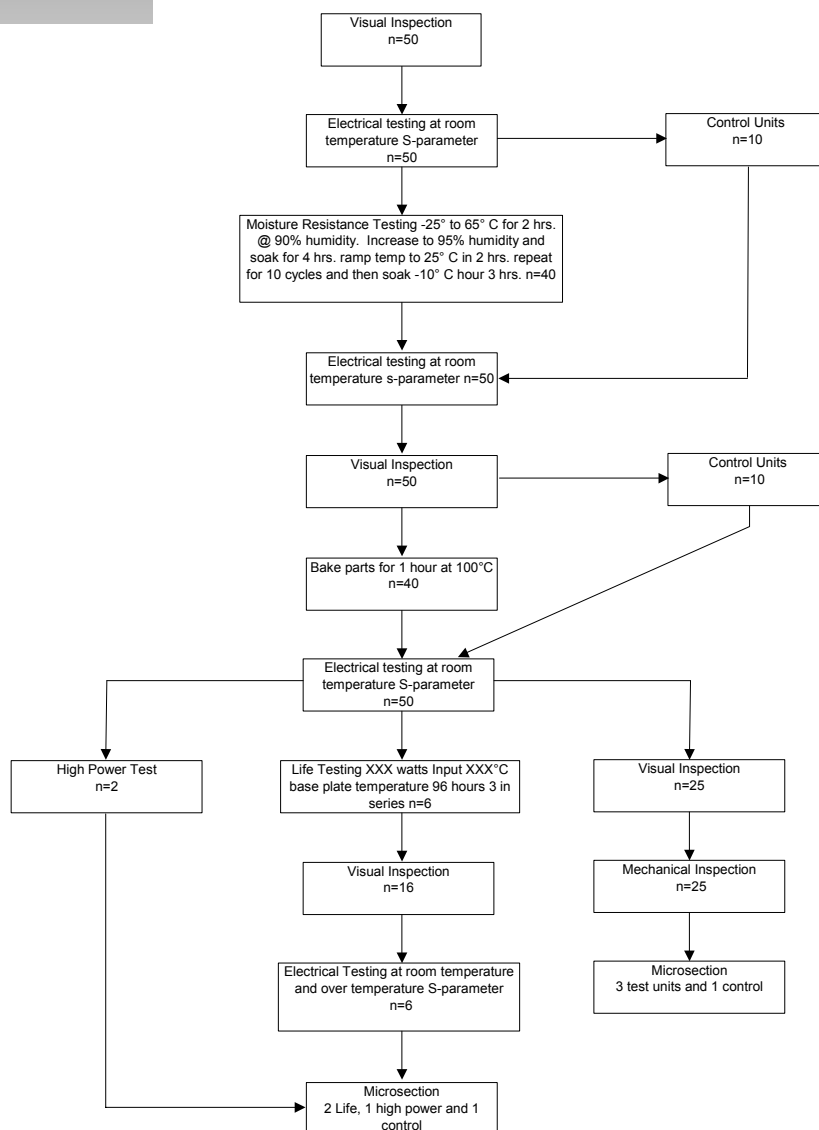 Visual Inspection
n=50
Electrical testing at room
temperature S-parameter
n=50
Control Units
n=10
Moisture Resistance Testing -25° to 65° C for 2 hrs.
@ 90% humidity. Increase to 95% humidity and
soak for 4 hrs. ramp temp to 25° C in 2 hrs. repeat
for 10 cycles and then soak -10° C hour 3 hrs. n=40
Electrical testing at room
temperature s-parameter n=50
Visual Inspection
n=50
Control Units
n=10
Bake parts for 1 hour at 100°C
n=40
Electrical testing at room
temperature S-parameter
n=50
High Power Test
n=2
Life Testing XXX watts Input XXX°C
base plate temperature 96 hours 3 in
series n=6
Visual Inspection
n=25
Visual Inspection
n=16
Mechanical Inspection
n=25
Electrical Testing at room temperature
and over temperature S-parameter
n=6
Microsection
3 test units and 1 control
Microsection
2 Life, 1 high power and 1
control